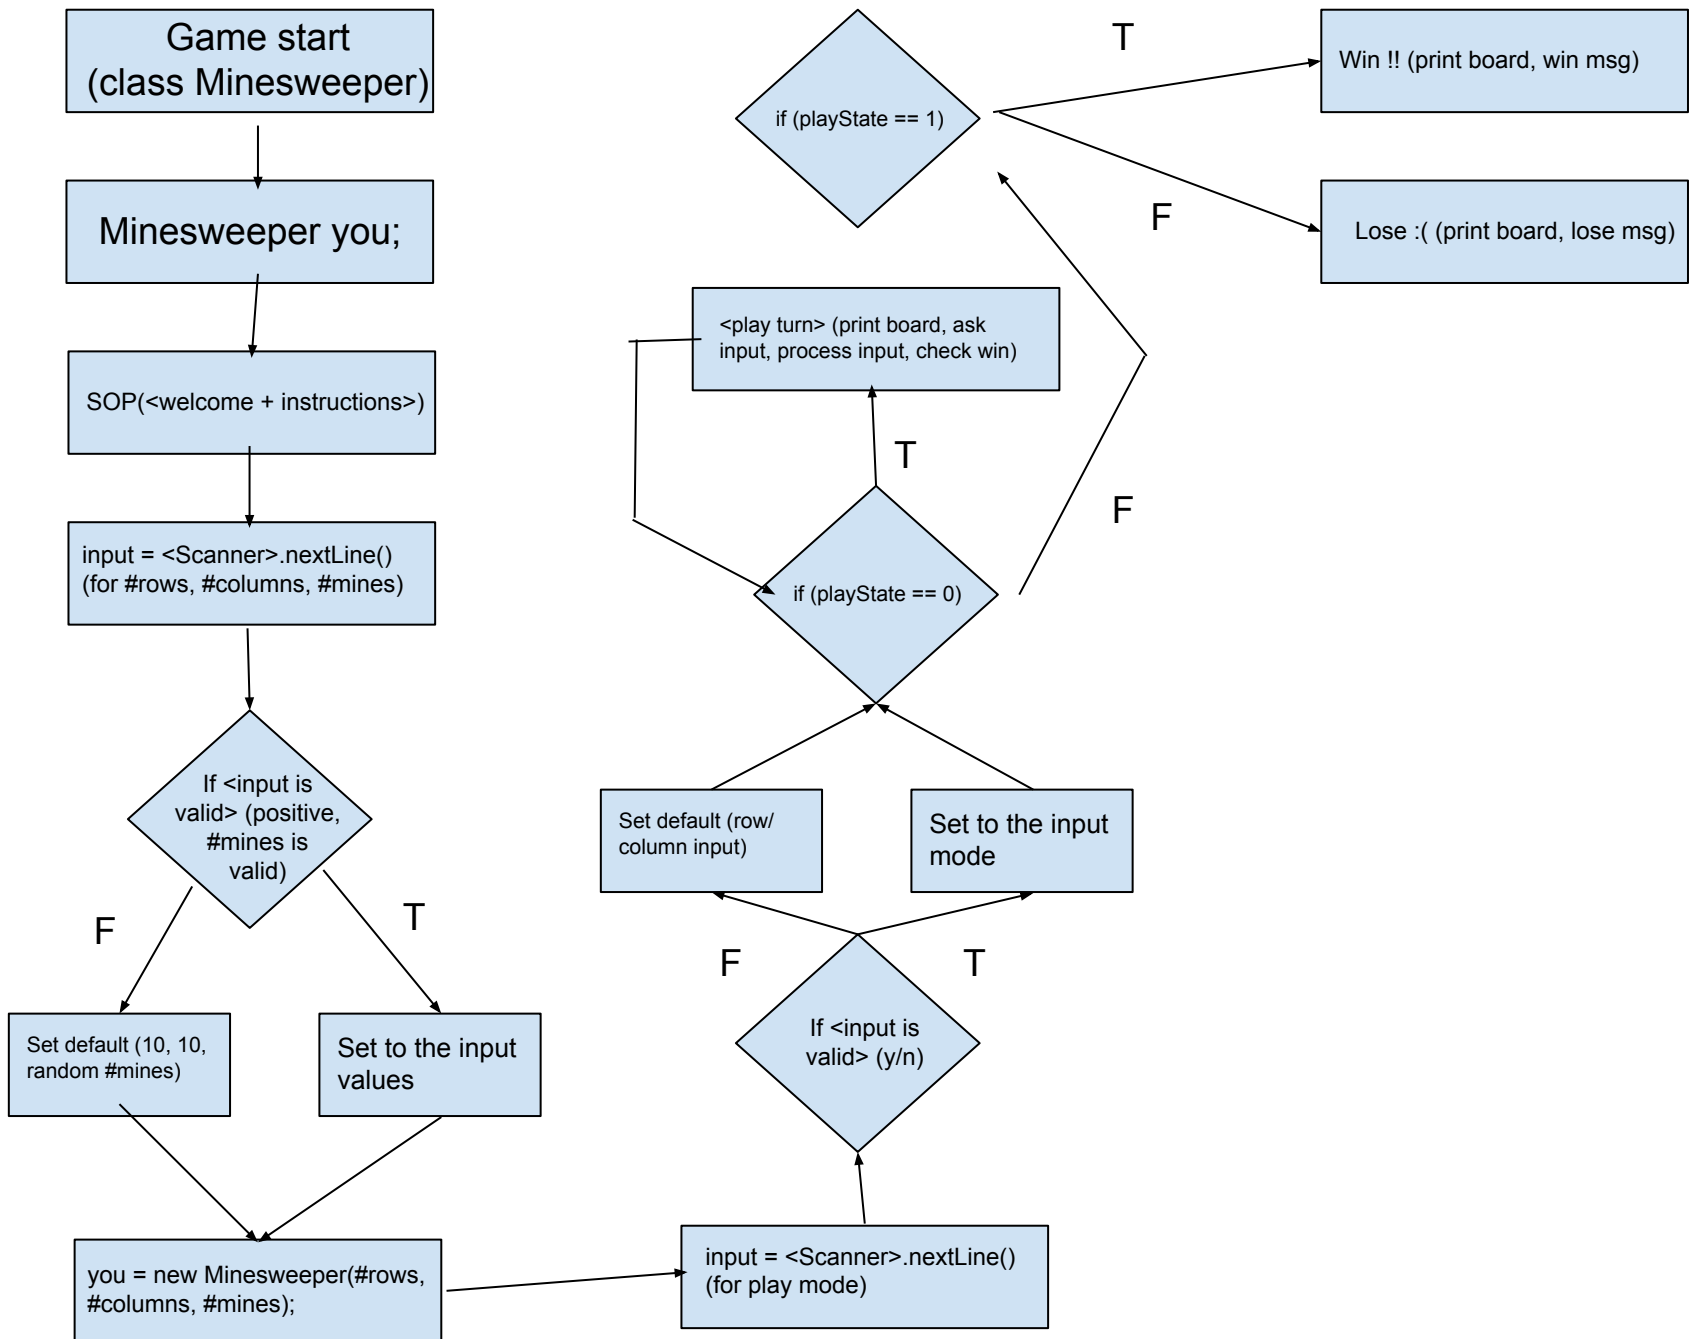 Game start
(class Minesweeper)
Minesweeper you;
SOP(<welcome + instructions>)
input = <Scanner>.nextLine()
(for #rows, #columns, #mines)
If <input is
valid> (positive,
#mines is
valid)
F
T
Set default (10, 10,
random #mines)
Set to the input
values
you = new Minesweeper(#rows,
#columns, #mines);
input = <Scanner>.nextLine()
(for play mode)
If <input is
valid> (y/n)
F
T
Set default (row/
column input)
Set to the input
mode
if (playState == 0)
T
F
<play turn> (print board, ask
input, process input, check win)
if (playState == 1)
T
F
Win !! (print board, win msg)
Lose :( (print board, lose msg)